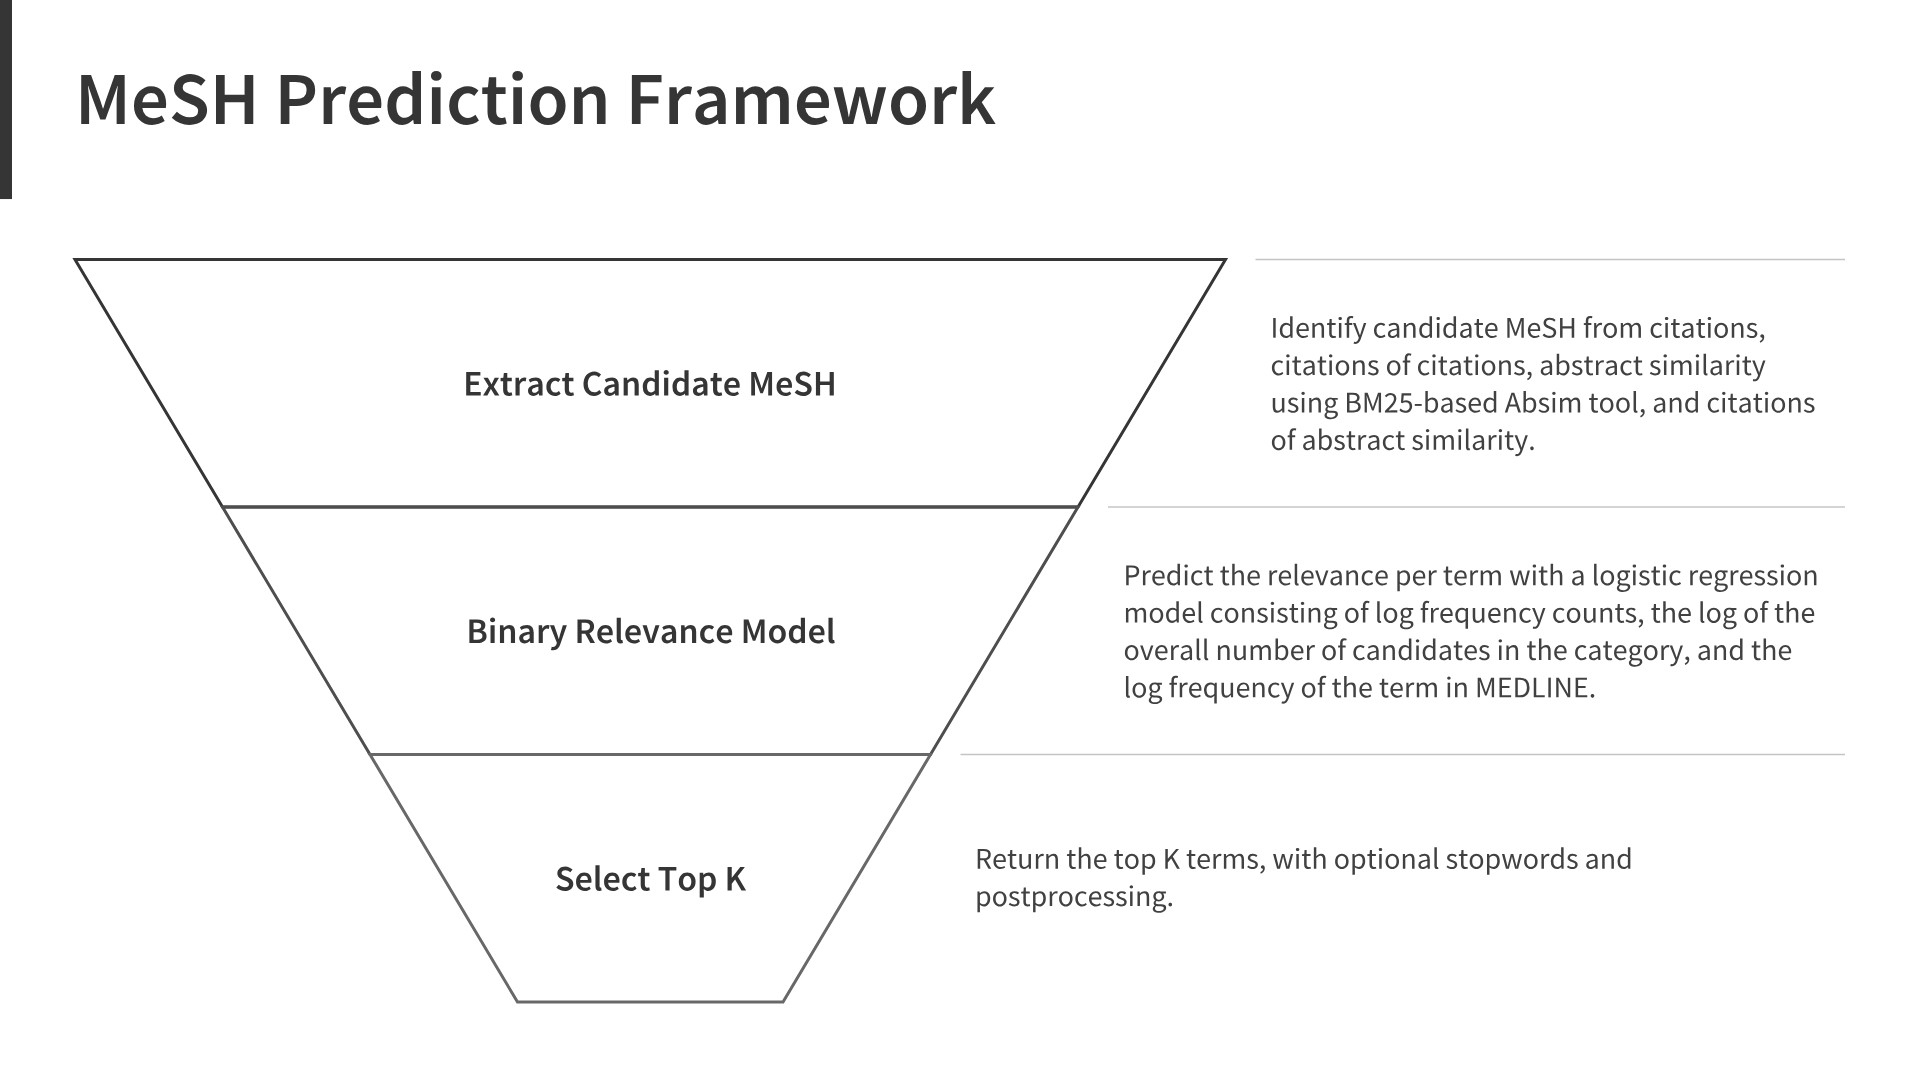 MeSH Prediction Framework
Extract Candidate MeSH
Identify candidate MeSH from citations,
citations of citations, abstract similarity
using BM25-based Absim tool, and citations
of abstract similarity.
Binary Relevance Model
Predict the relevance per term with a logistic regression
model consisting of log frequency counts, the log of the
overall number of candidates in the category, and the
log frequency of the term in MEDLINE.
Select Top K
Return the top K terms, with optional stopwords and
postprocessing.